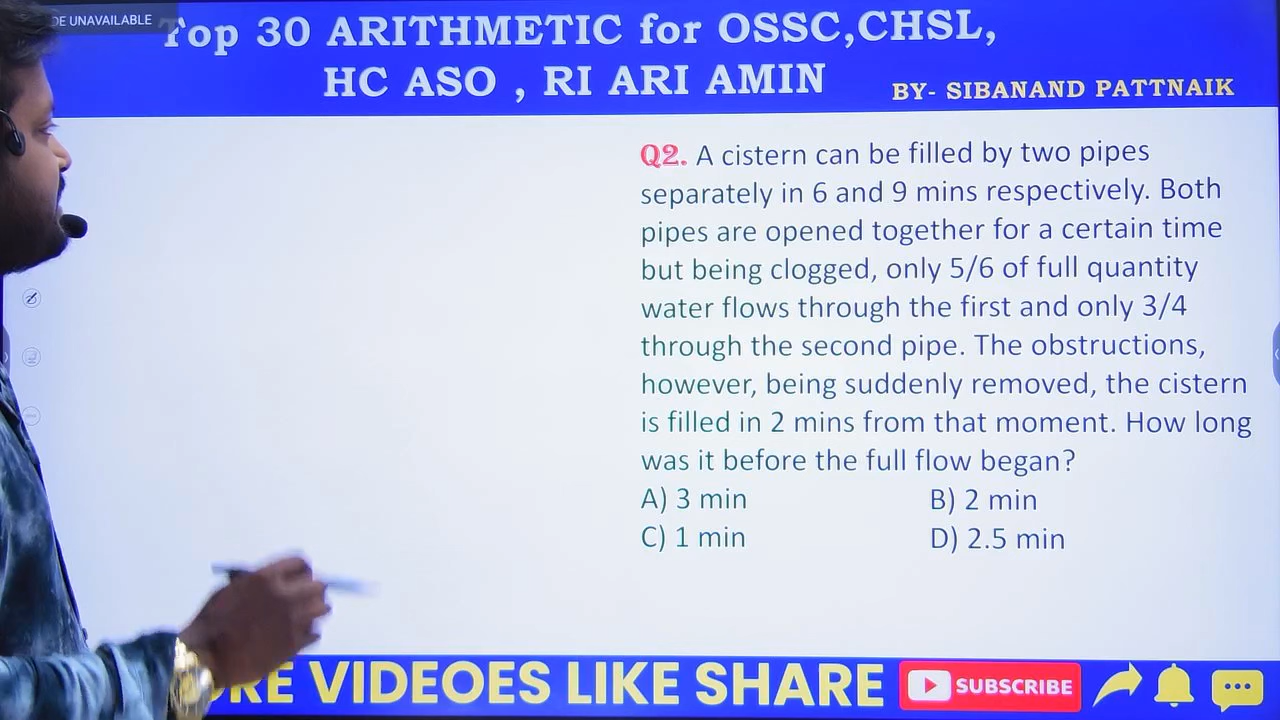 DE UNAVAILABLE
Top 30 ARITHMETIC for OSSC,CHSL,
HC ASO , RI ARI AMIN
BY- SIBANAND PATTNAIK
Q2. A cistern can be filled by two pipes
separately in 6 and 9 mins respectively. Both
pipes are opened together for a certain time
but being clogged, only 5/6 of full quantity
water flows through the first and only 3/4
through the second pipe. The obstructions,
however, being suddenly removed, the cistern
is filled in 2 mins from that moment. How long
was it before the full flow began?
A) 3 min B) 2 min
C) 1 min D) 2.5 min
ORE VIDEOES LIKE SHARE
SUBSCRIBE